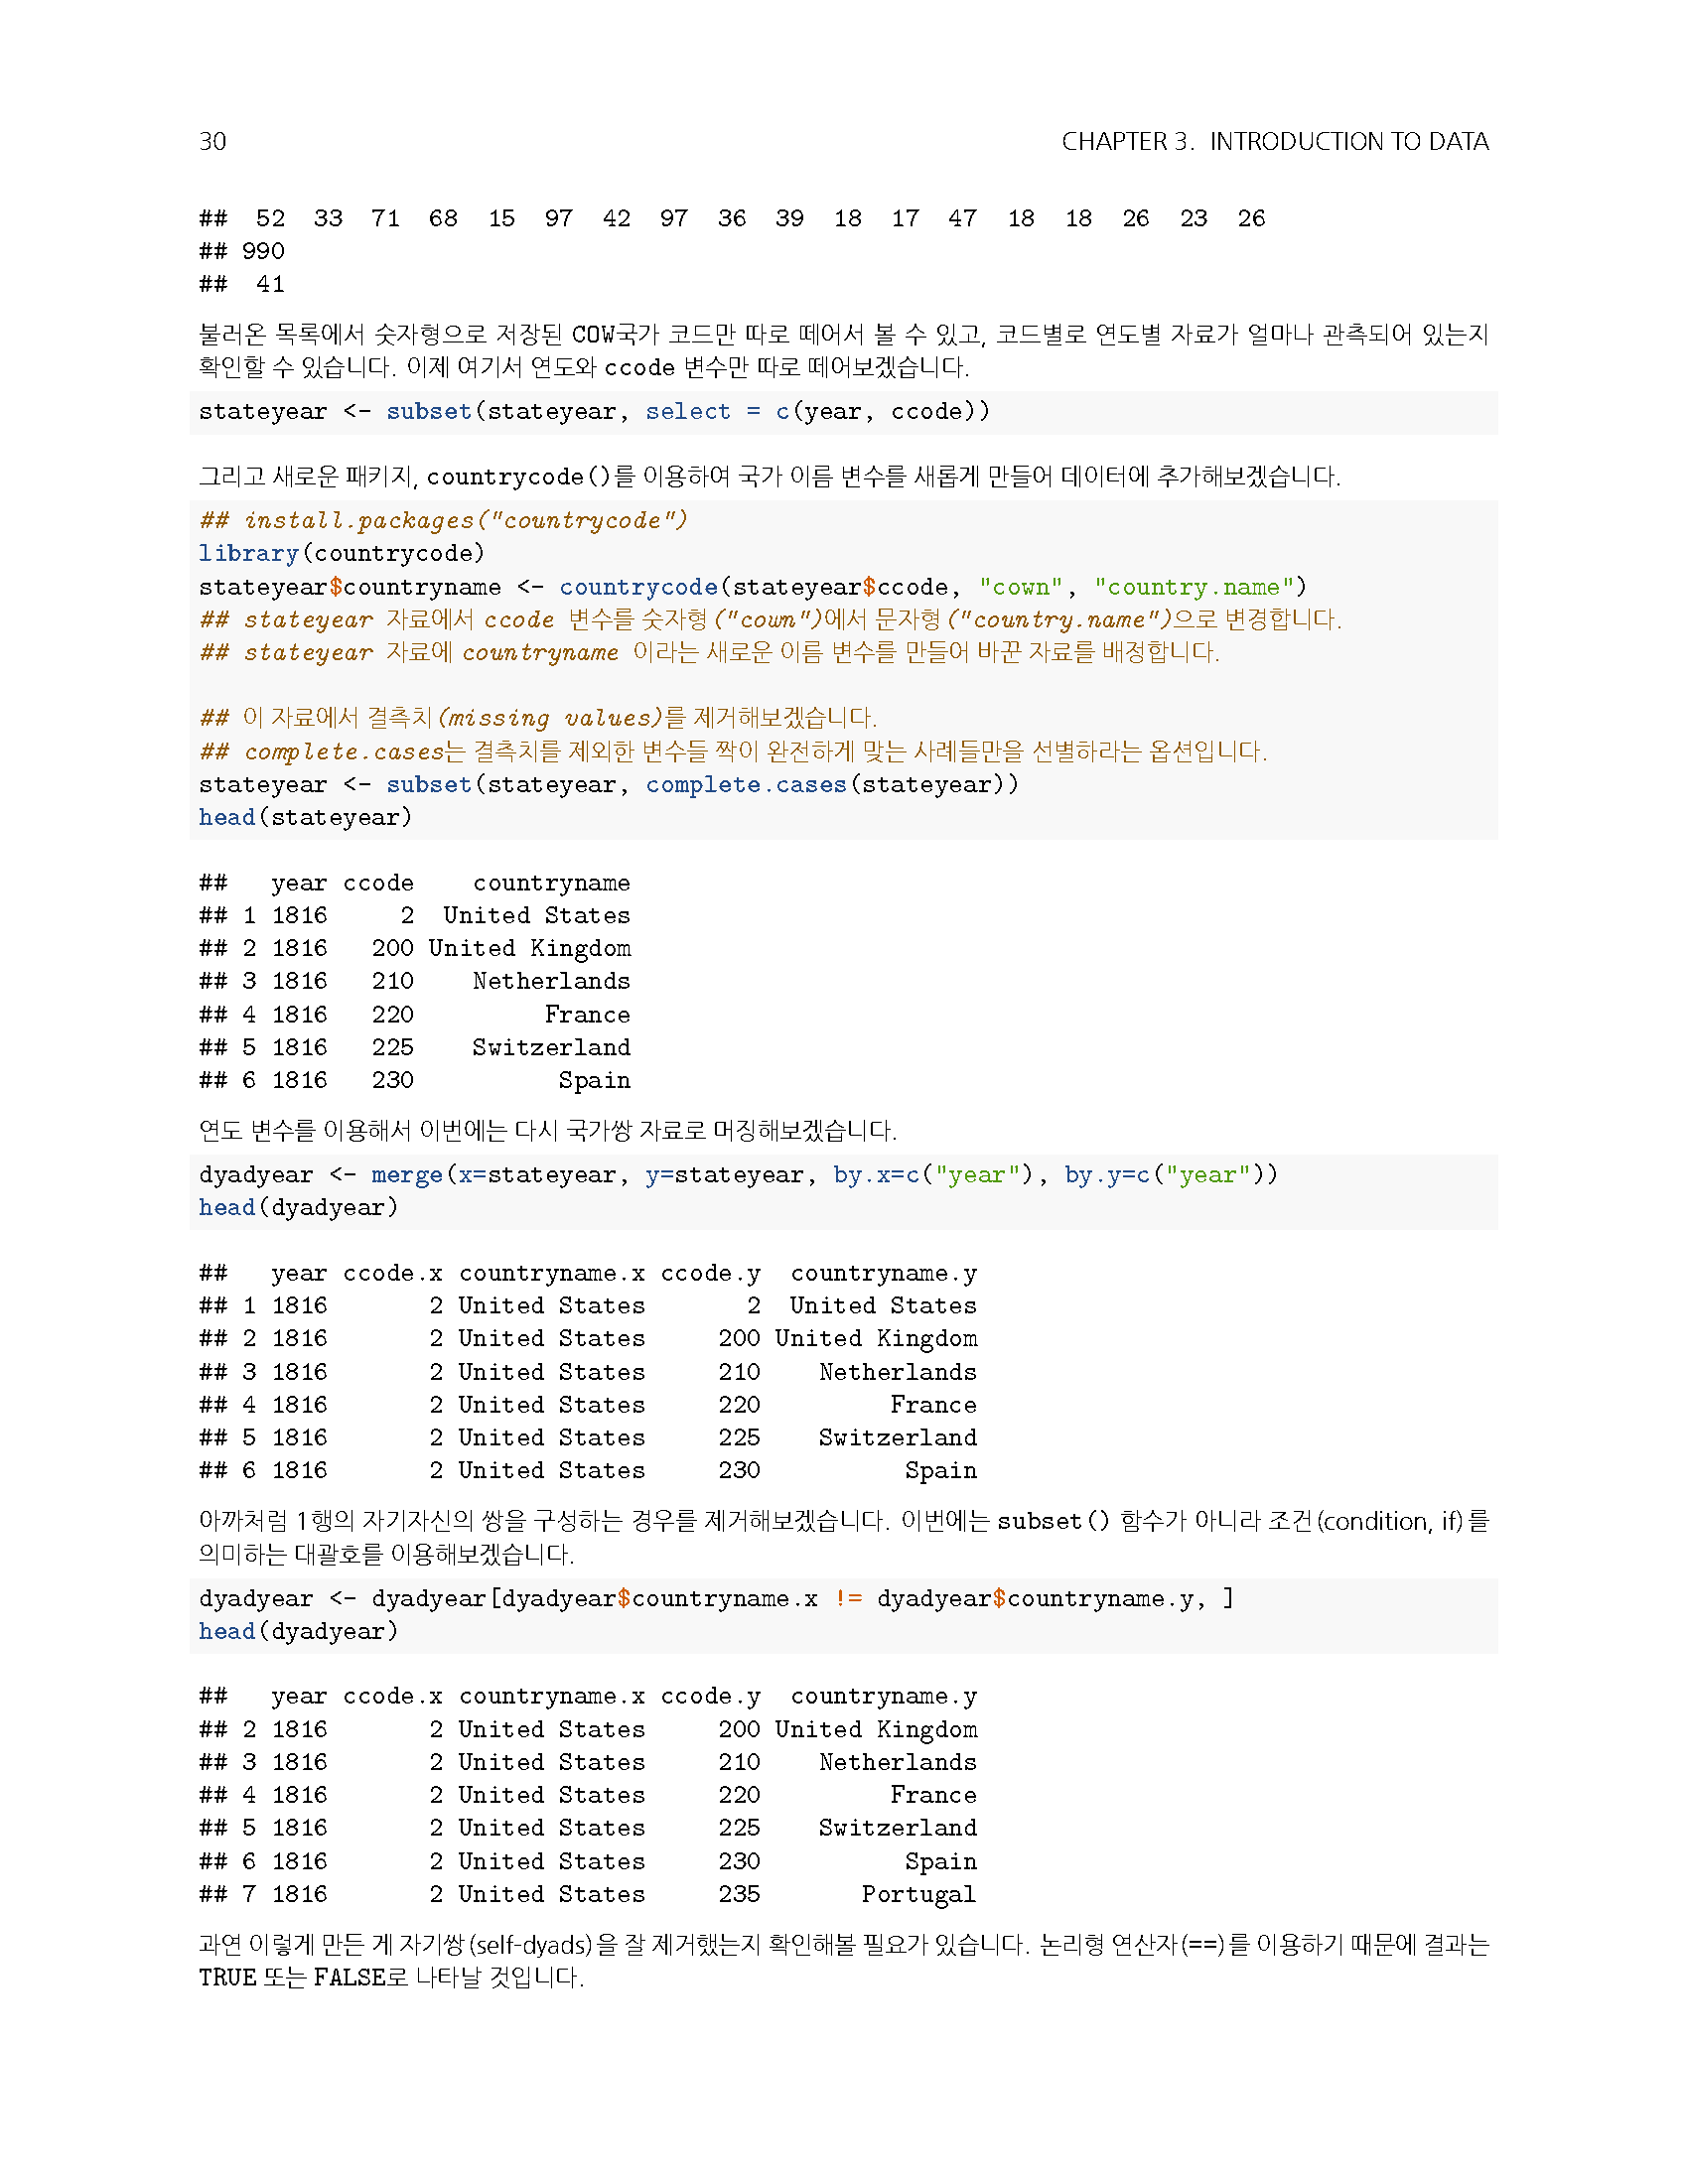 30 CHAPTER 3. INTRODUCTION TO DATA
## 52 33 71 68 15 97 42 97 36 39 18 17 47 18 18 26 23 26
## 990
## 41
불러온 목록에서 숫자형으로 저장된 COW국가 코드만 따로 떼어서 볼 수 있고, 코드별로 연도별 자료가 얼마나 관측되어 있는지
확인할 수 있습니다. 이제 여기서 연도와 ccode 변수만 따로 떼어보겠습니다.
stateyear <- subset(stateyear, select = c(year, ccode))
그리고 새로운 패키지, countrycode()를 이용하여 국가 이름 변수를 새롭게 만들어 데이터에 추가해보겠습니다.
## install.packages("countrycode")
library(countrycode)
stateyear$countryname <- countrycode(stateyear$ccode, "cown", "country.name")
## stateyear 자료에서 ccode 변수를 숫자형("cown")에서 문자형("country.name")으로 변경합니다.
## stateyear 자료에 countryname 이라는 새로운 이름 변수를 만들어 바꾼 자료를 배정합니다.
## 이 자료에서 결측치(missing values)를 제거해보겠습니다.
## complete.cases는 결측치를 제외한 변수들 짝이 완전하게 맞는 사례들만을 선별하라는 옵션입니다.
stateyear <- subset(stateyear, complete.cases(stateyear))
head(stateyear)
## year ccode countryname
## 1 1816 2 United States
## 2 1816 200 United Kingdom
## 3 1816 210 Netherlands
## 4 1816 220 France
## 5 1816 225 Switzerland
## 6 1816 230 Spain
연도 변수를 이용해서 이번에는 다시 국가쌍 자료로 머징해보겠습니다.
dyadyear <- merge(x=stateyear, y=stateyear, by.x=c("year"), by.y=c("year"))
head(dyadyear)
## year ccode.x countryname.x ccode.y countryname.y
## 1 1816 2 United States 2 United States
## 2 1816 2 United States 200 United Kingdom
## 3 1816 2 United States 210 Netherlands
## 4 1816 2 United States 220 France
## 5 1816 2 United States 225 Switzerland
## 6 1816 2 United States 230 Spain
아까처럼 1행의 자기자신의 쌍을 구성하는 경우를 제거해보겠습니다. 이번에는 subset() 함수가 아니라 조건(condition, if)를
의미하는 대괄호를 이용해보겠습니다.
dyadyear <- dyadyear[dyadyear$countryname.x != dyadyear$countryname.y, ]
head(dyadyear)
## year ccode.x countryname.x ccode.y countryname.y
## 2 1816 2 United States 200 United Kingdom
## 3 1816 2 United States 210 Netherlands
## 4 1816 2 United States 220 France
## 5 1816 2 United States 225 Switzerland
## 6 1816 2 United States 230 Spain
## 7 1816 2 United States 235 Portugal
과연 이렇게 만든 게 자기쌍(self-dyads)을 잘 제거했는지 확인해볼 필요가 있습니다. 논리형 연산자(==)를 이용하기 때문에 결과는
TRUE 또는 FALSE로 나타날 것입니다.